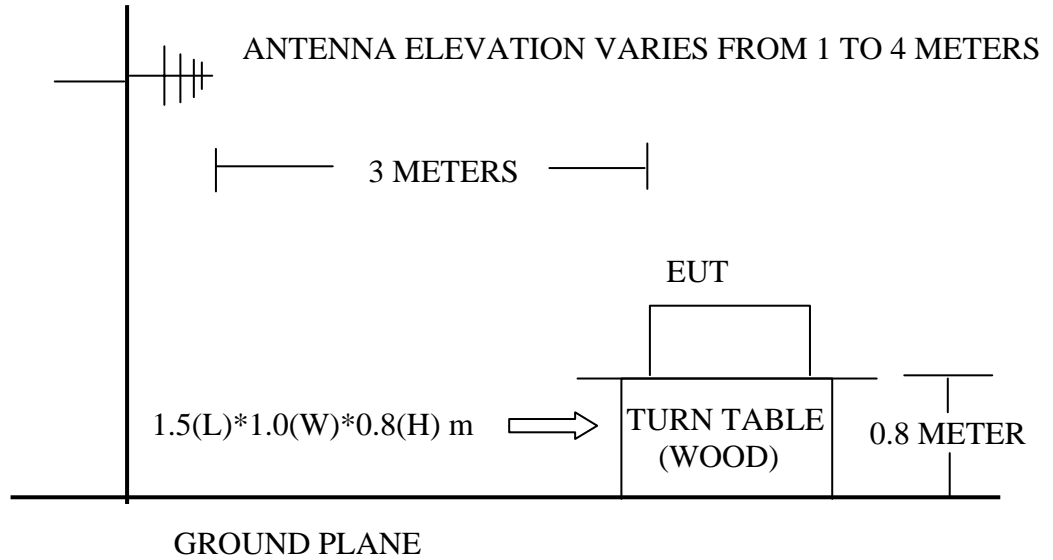 ANTENNA ELEVATION VARIES FROM 1 TO 4 METERS
3 METERS
EUT
1.5(L)*1.0(W)*0.8(H) m
TURN TABLE
(WOOD)
0.8 METER
GROUND PLANE